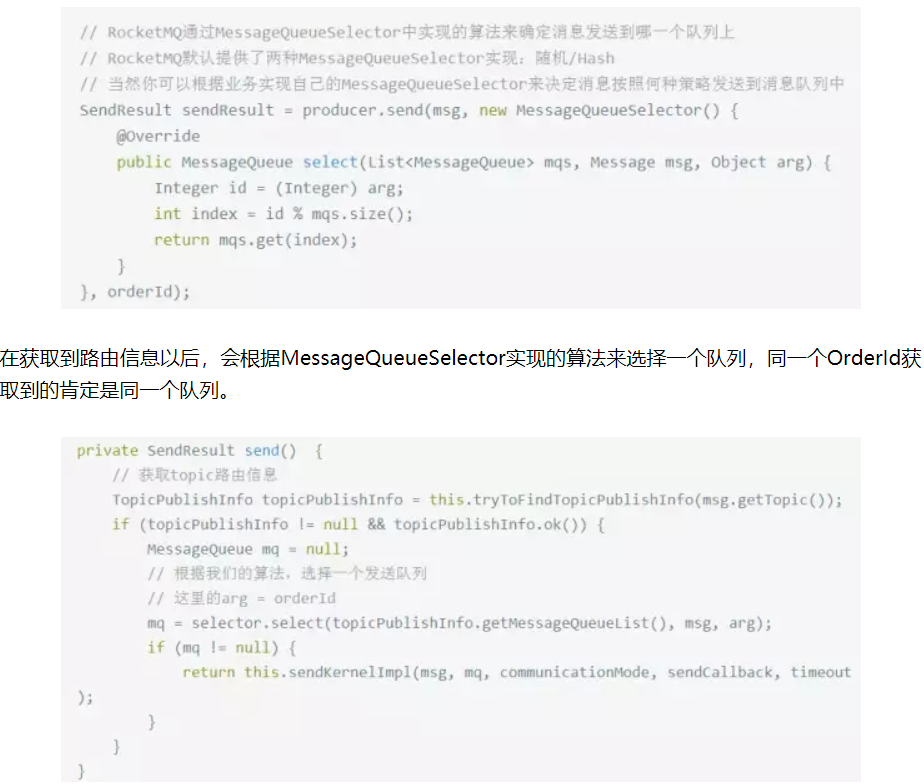 // RocketMQ通过MessageQueueSelector中实现的算法来确定消息发送到哪一个队列上
// RocketMQ默认提供了两种MessageQueueSelector实现：随机/Hash
// 当然你可以根据业务实现自己的MessageQueueSelector来决定消息按照何种策略发送到消息队列中
SendResult sendResult = producer.send(msg, new MessageQueueSelector() {
    @Override
    public MessageQueue select(List<MessageQueue> mqs, Message msg, Object arg) {
        Integer id = (Integer) arg;
        int index = id % mqs.size();
        return mqs.get(index);
    }
}, orderId);
在获取到路由信息以后，会根据MessageQueueSelector实现的算法来选择一个队列，同一个OrderId获
取到的肯定是同一个队列。
private SendResult send()  {
    // 获取topic路由信息
    TopicPublishInfo topicPublishInfo = this.tryToFindTopicPublishInfo(msg.getTopic());
    if (topicPublishInfo != null && topicPublishInfo.ok()) {
        MessageQueue mq = null;
        // 根据我们的算法，选择一个发送队列
        // 这里的arg = orderId
        mq = selector.select(topicPublishInfo.getMessageQueueList(), msg, arg);
        if (mq != null) {
            return this.sendKernelImpl(msg, mq, communicationMode, sendCallback, timeout
);
        }
    }
}